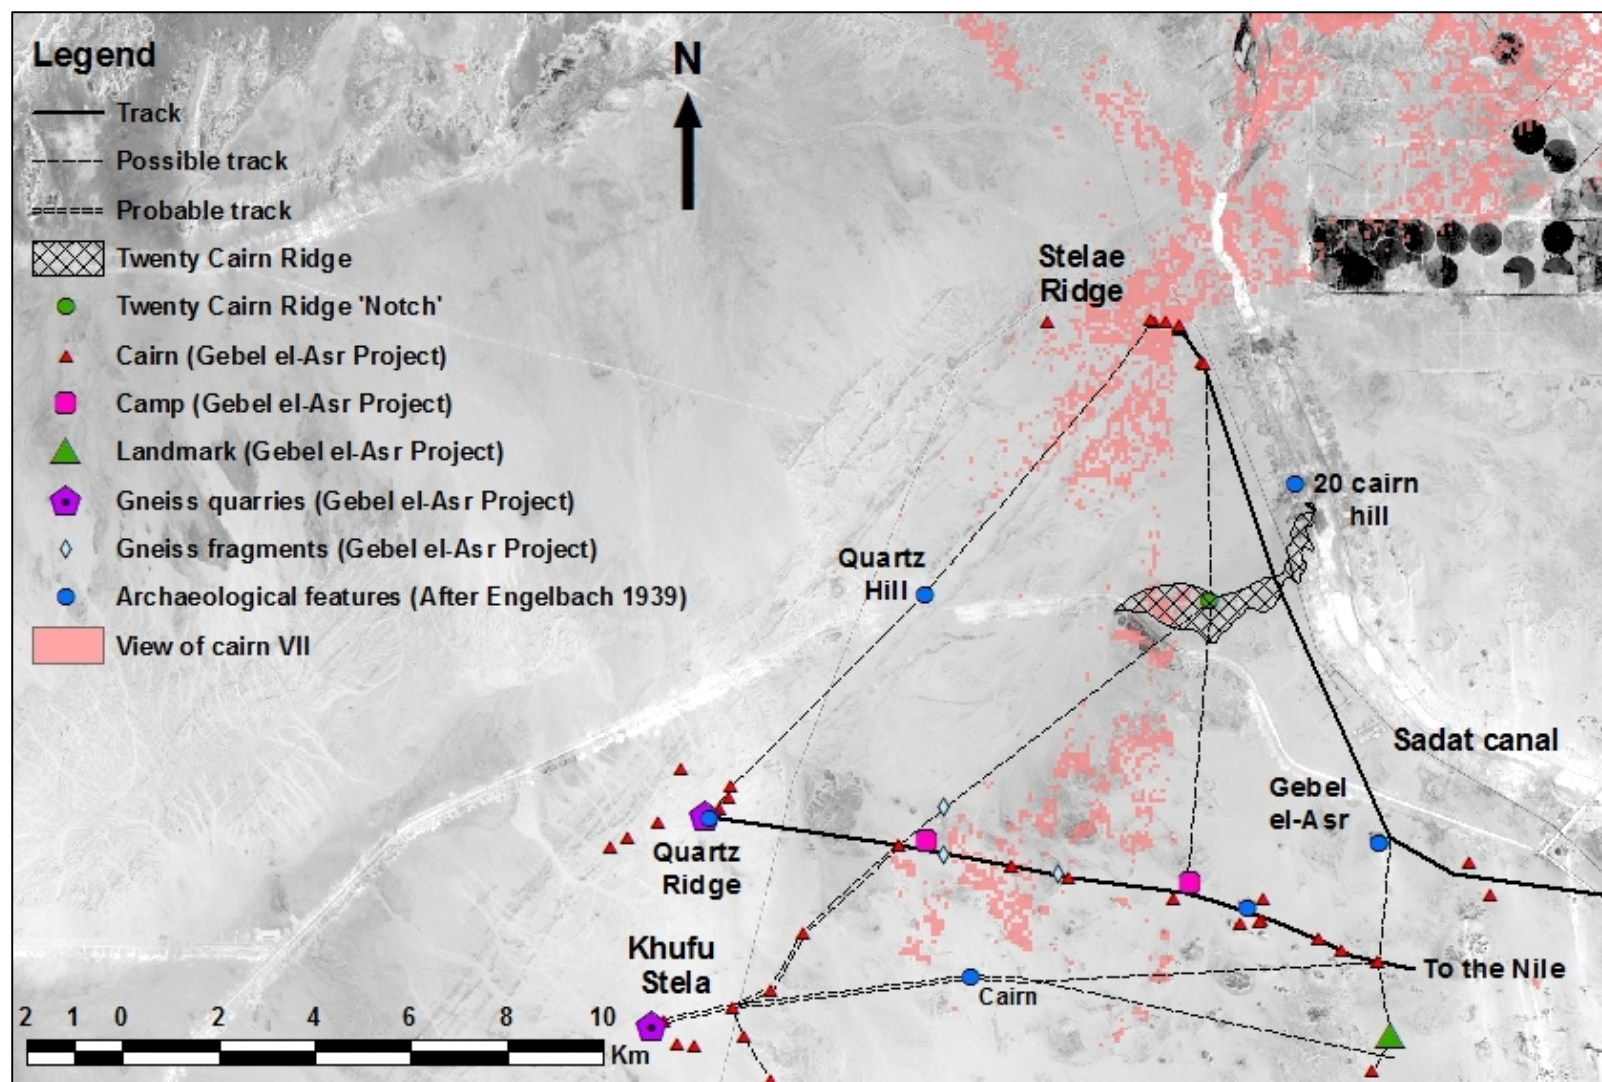 Legend
Track
Possible track
Probable track
Twenty Cairn Ridge
Twenty Cairn Ridge 'Notch'
Cairn (Gebel el-Asr Project)
Camp (Gebel el-Asr Project)
Landmark (Gebel el-Asr Project)
Gneiss quarries (Gebel el-Asr Project)
Gneiss fragments (Gebel el-Asr Project)
Archaeological features (After Engelbach 1939)
View of cairn VII
N
Stelae
Ridge
20 cairn
hill
Quartz
Hill
Sadat canal
Gebel
el-Asr
Quartz
Ridge
Khufu
Stela
Cairn
To the Nile
2 1 0 2 4 6 8 10
Km